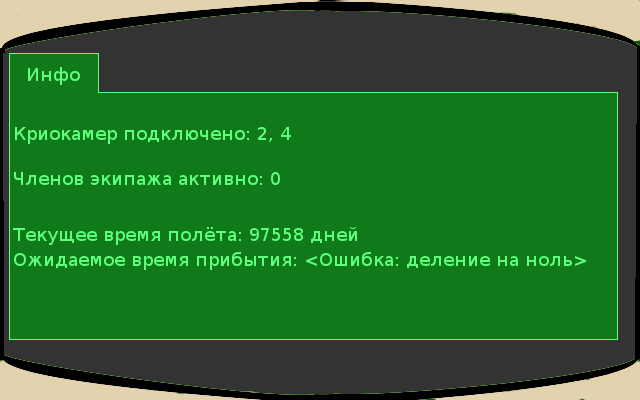 Инфо
Криокамер подключено: 2, 4
Членов экипажа активно: 0
Текущее время полёта: 97558 дней
Ожидаемое время прибытия: <Ошибка: деление на ноль>